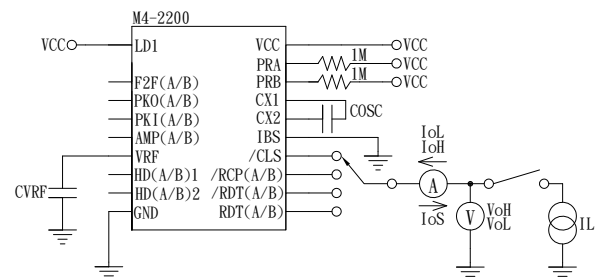 M4-2200
VCC
LD1
F2F(A/B)
PKO(A/B)
PKI(A/B)
AMP(A/B)
VRF
HD(A/B)1
HD(A/B)2
GND
CVRF
VCC
VCC
PRA
1M
VCC
PRB
1M
VCC
CX1
CX2
COSC
IBS
/CLS
/RCP(A/B)
/RDT(A/B)
RDT(A/B)
IoL
IoH
A
IoS
V
VoH
VoL
IL